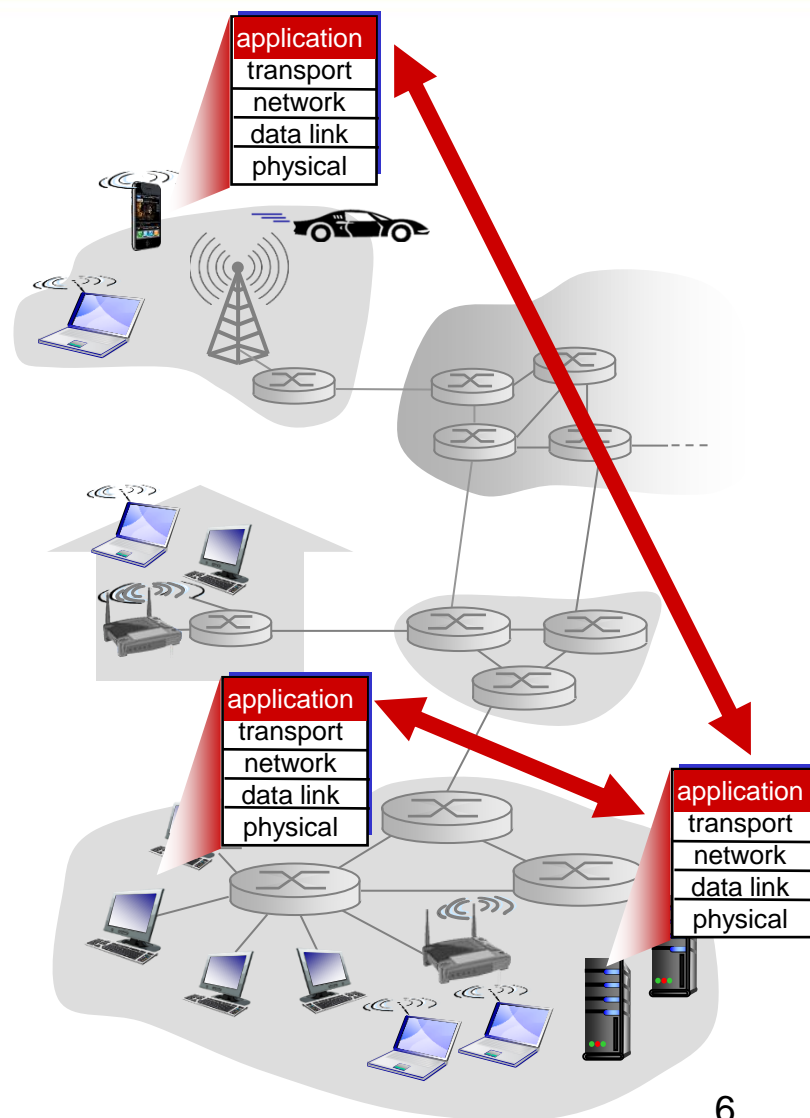 application
transport
network
data link
physical
application
transport
network
data link
physical
application
transport
network
data link
physical
6